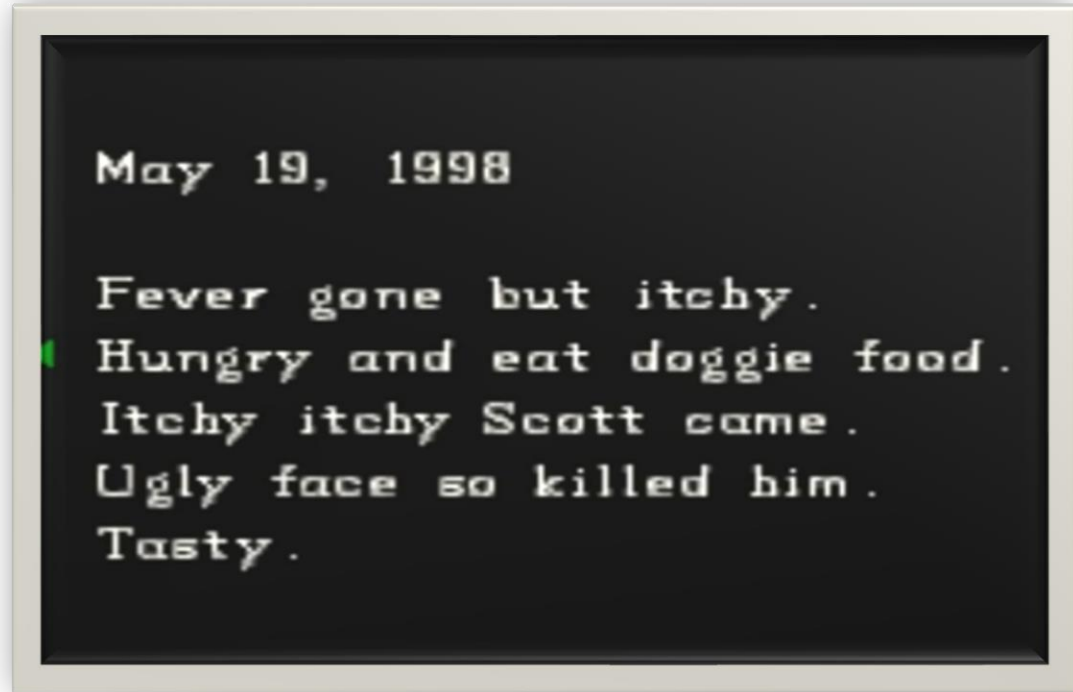 May 19, 1998
Fever gone but itchy.
Hungry and eat doggie food.
Itchy itchy Scott came.
Ugly face so killed him.
Tasty.